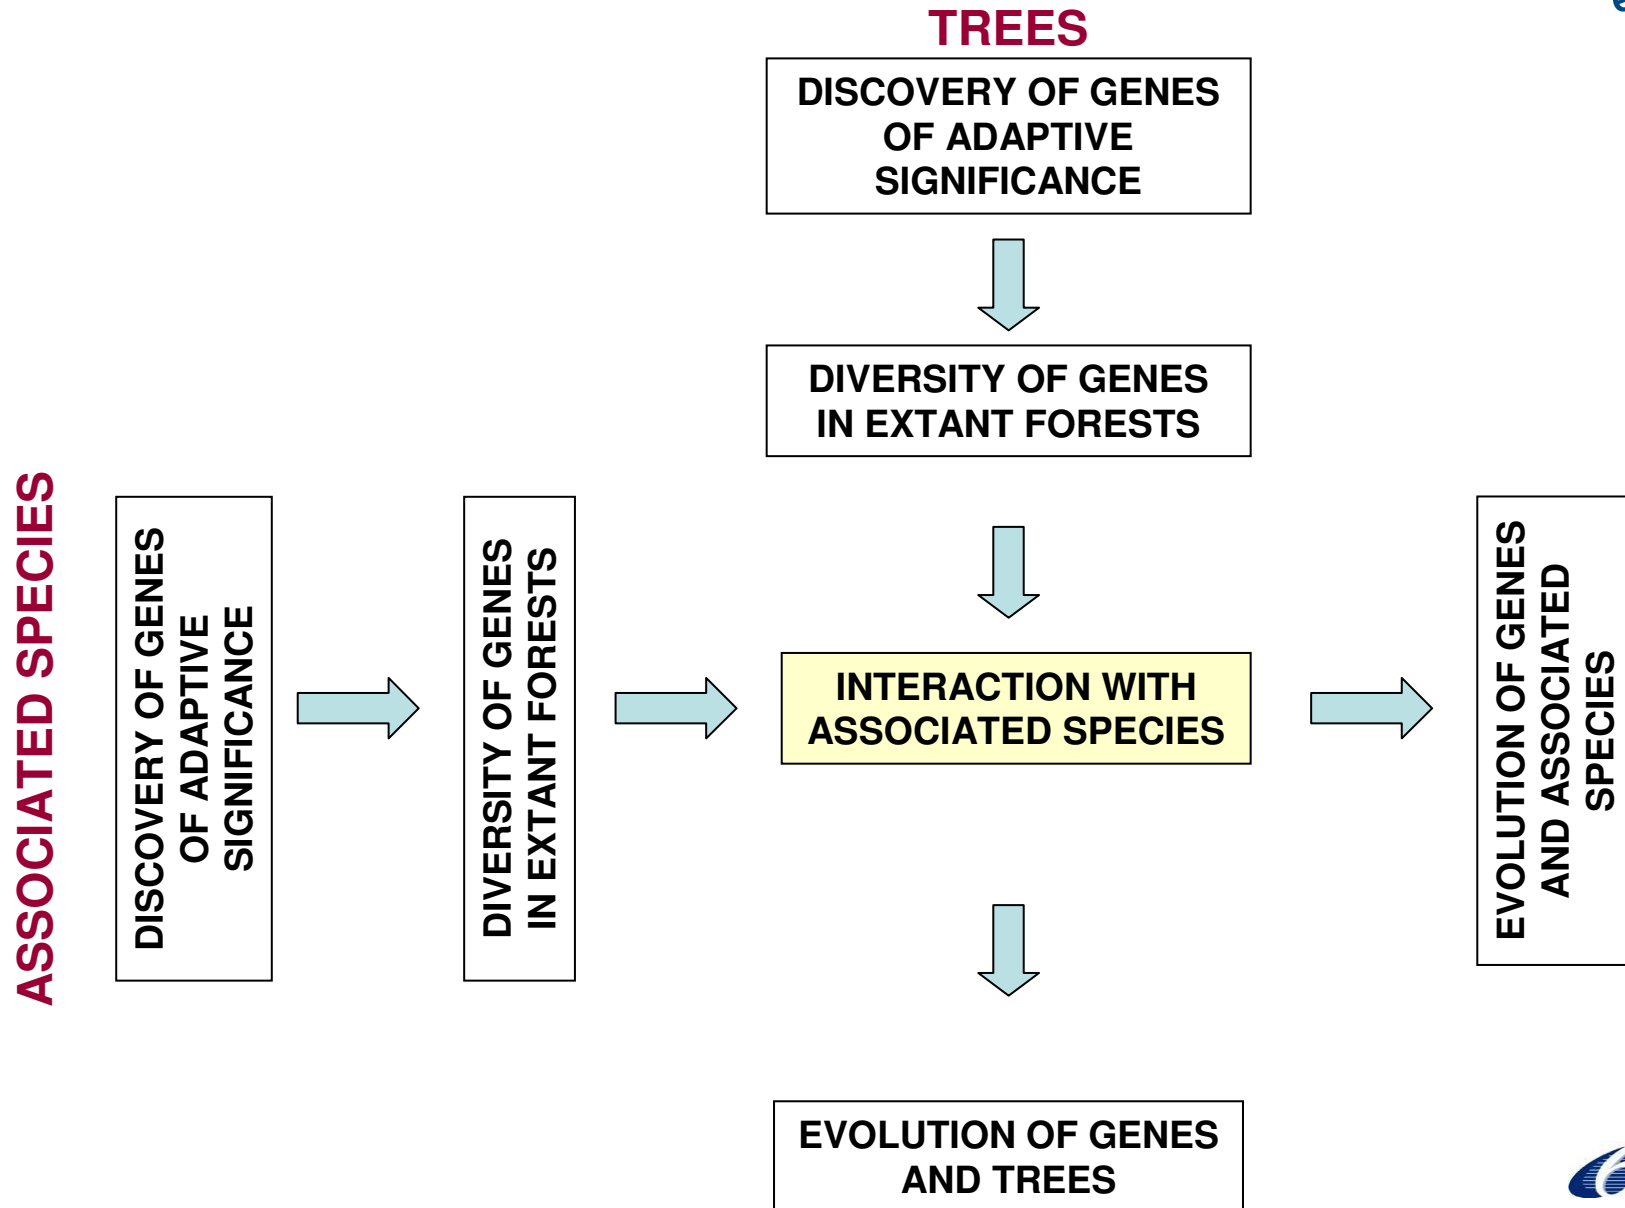 TREES
DISCOVERY OF GENES
OF ADAPTIVE
SIGNIFICANCE
DIVERSITY OF GENES
IN EXTANT FORESTS
ASSOCIATED SPECIES
DISCOVERY OF GENES
OF ADAPTIVE
SIGNIFICANCE
DIVERSITY OF GENES
IN EXTANT FORESTS
INTERACTION WITH
ASSOCIATED SPECIES
EVOLUTION OF GENES
AND ASSOCIATED
SPECIES
EVOLUTION OF GENES
AND TREES